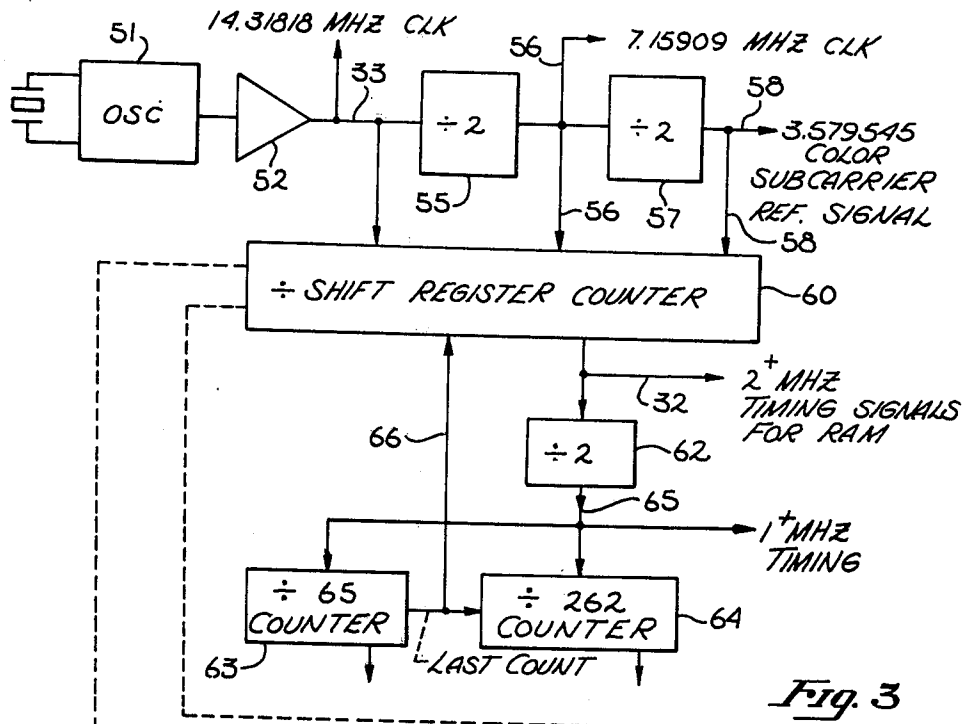 14.31818 MHZ CLK
51
OSC
52
33
÷2
55
56
7.15909 MHZ CLK
÷2
57
58
3.579545
COLOR
SUBCARRIER
REF. SIGNAL
56
58
÷ SHIFT REGISTER COUNTER
60
2+ MHZ
TIMING SIGNALS
FOR RAM
32
66
÷2
62
65
1+ MHZ
TIMING
÷ 65
COUNTER
63
÷ 262
COUNTER
64
LAST COUNT
Fig. 3